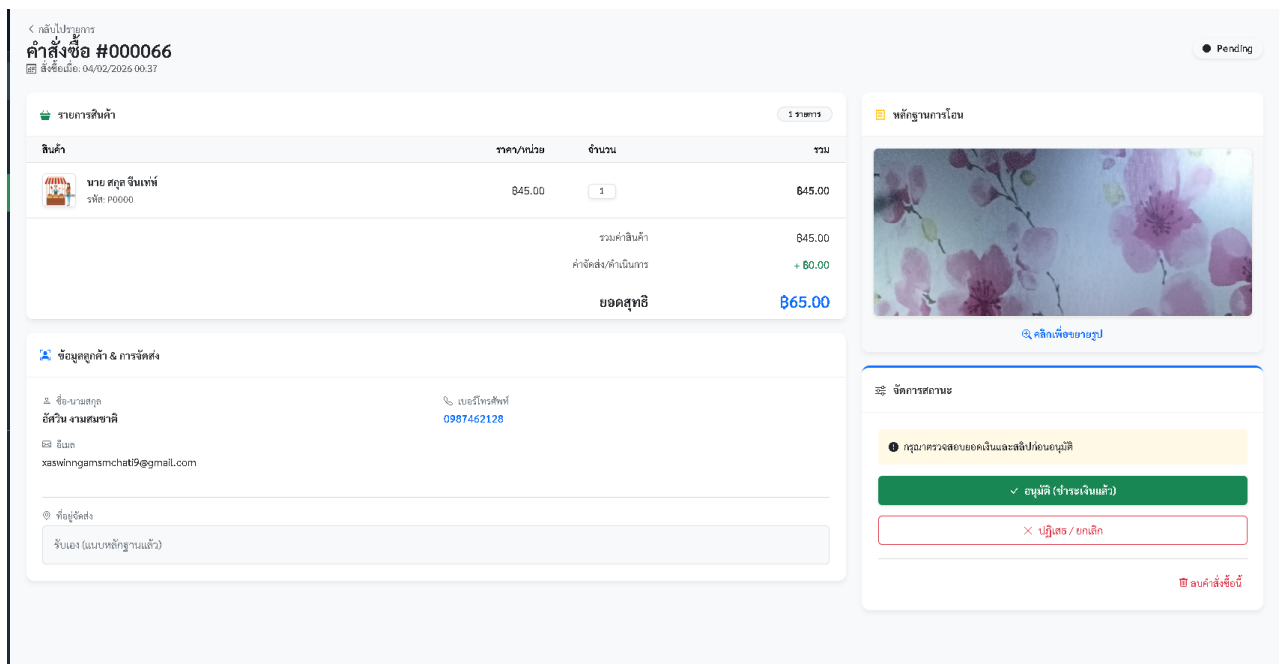 กลับไปรายการ
คำสั่งซื้อ #000066
สั่งซื้อเมื่อ: 04/02/2026 00:37
Pending
รายการสินค้า
1 รายการ
สินค้า ราคา/หน่วย จำนวน รวม
นาย สกุล จีนเท่ห์
รหัส: P0000
฿45.00 1 ฿45.00
รวมค่าสินค้า ฿45.00
ค่าจัดส่ง/ดำเนินการ + ฿0.00
ยอดสุทธิ ฿65.00
ข้อมูลลูกค้า & การจัดส่ง
ชื่อ-นามสกุล
อัศวิน งามสมชาติ
เบอร์โทรศัพท์
0987462128
อีเมล
xaswinngamsmchati9@gmail.com
ที่อยู่จัดส่ง
รับเอง (แนบหลักฐานแล้ว)
หลักฐานการโอน
คลิกเพื่อขยายรูป
จัดการสถานะ
กรุณาตรวจสอบยอดเงินและสลิปก่อนอนุมัติ
อนุมัติ (ชำระเงินแล้ว)
ปฏิเสธ / ยกเลิก
ลบคำสั่งซื้อนี้